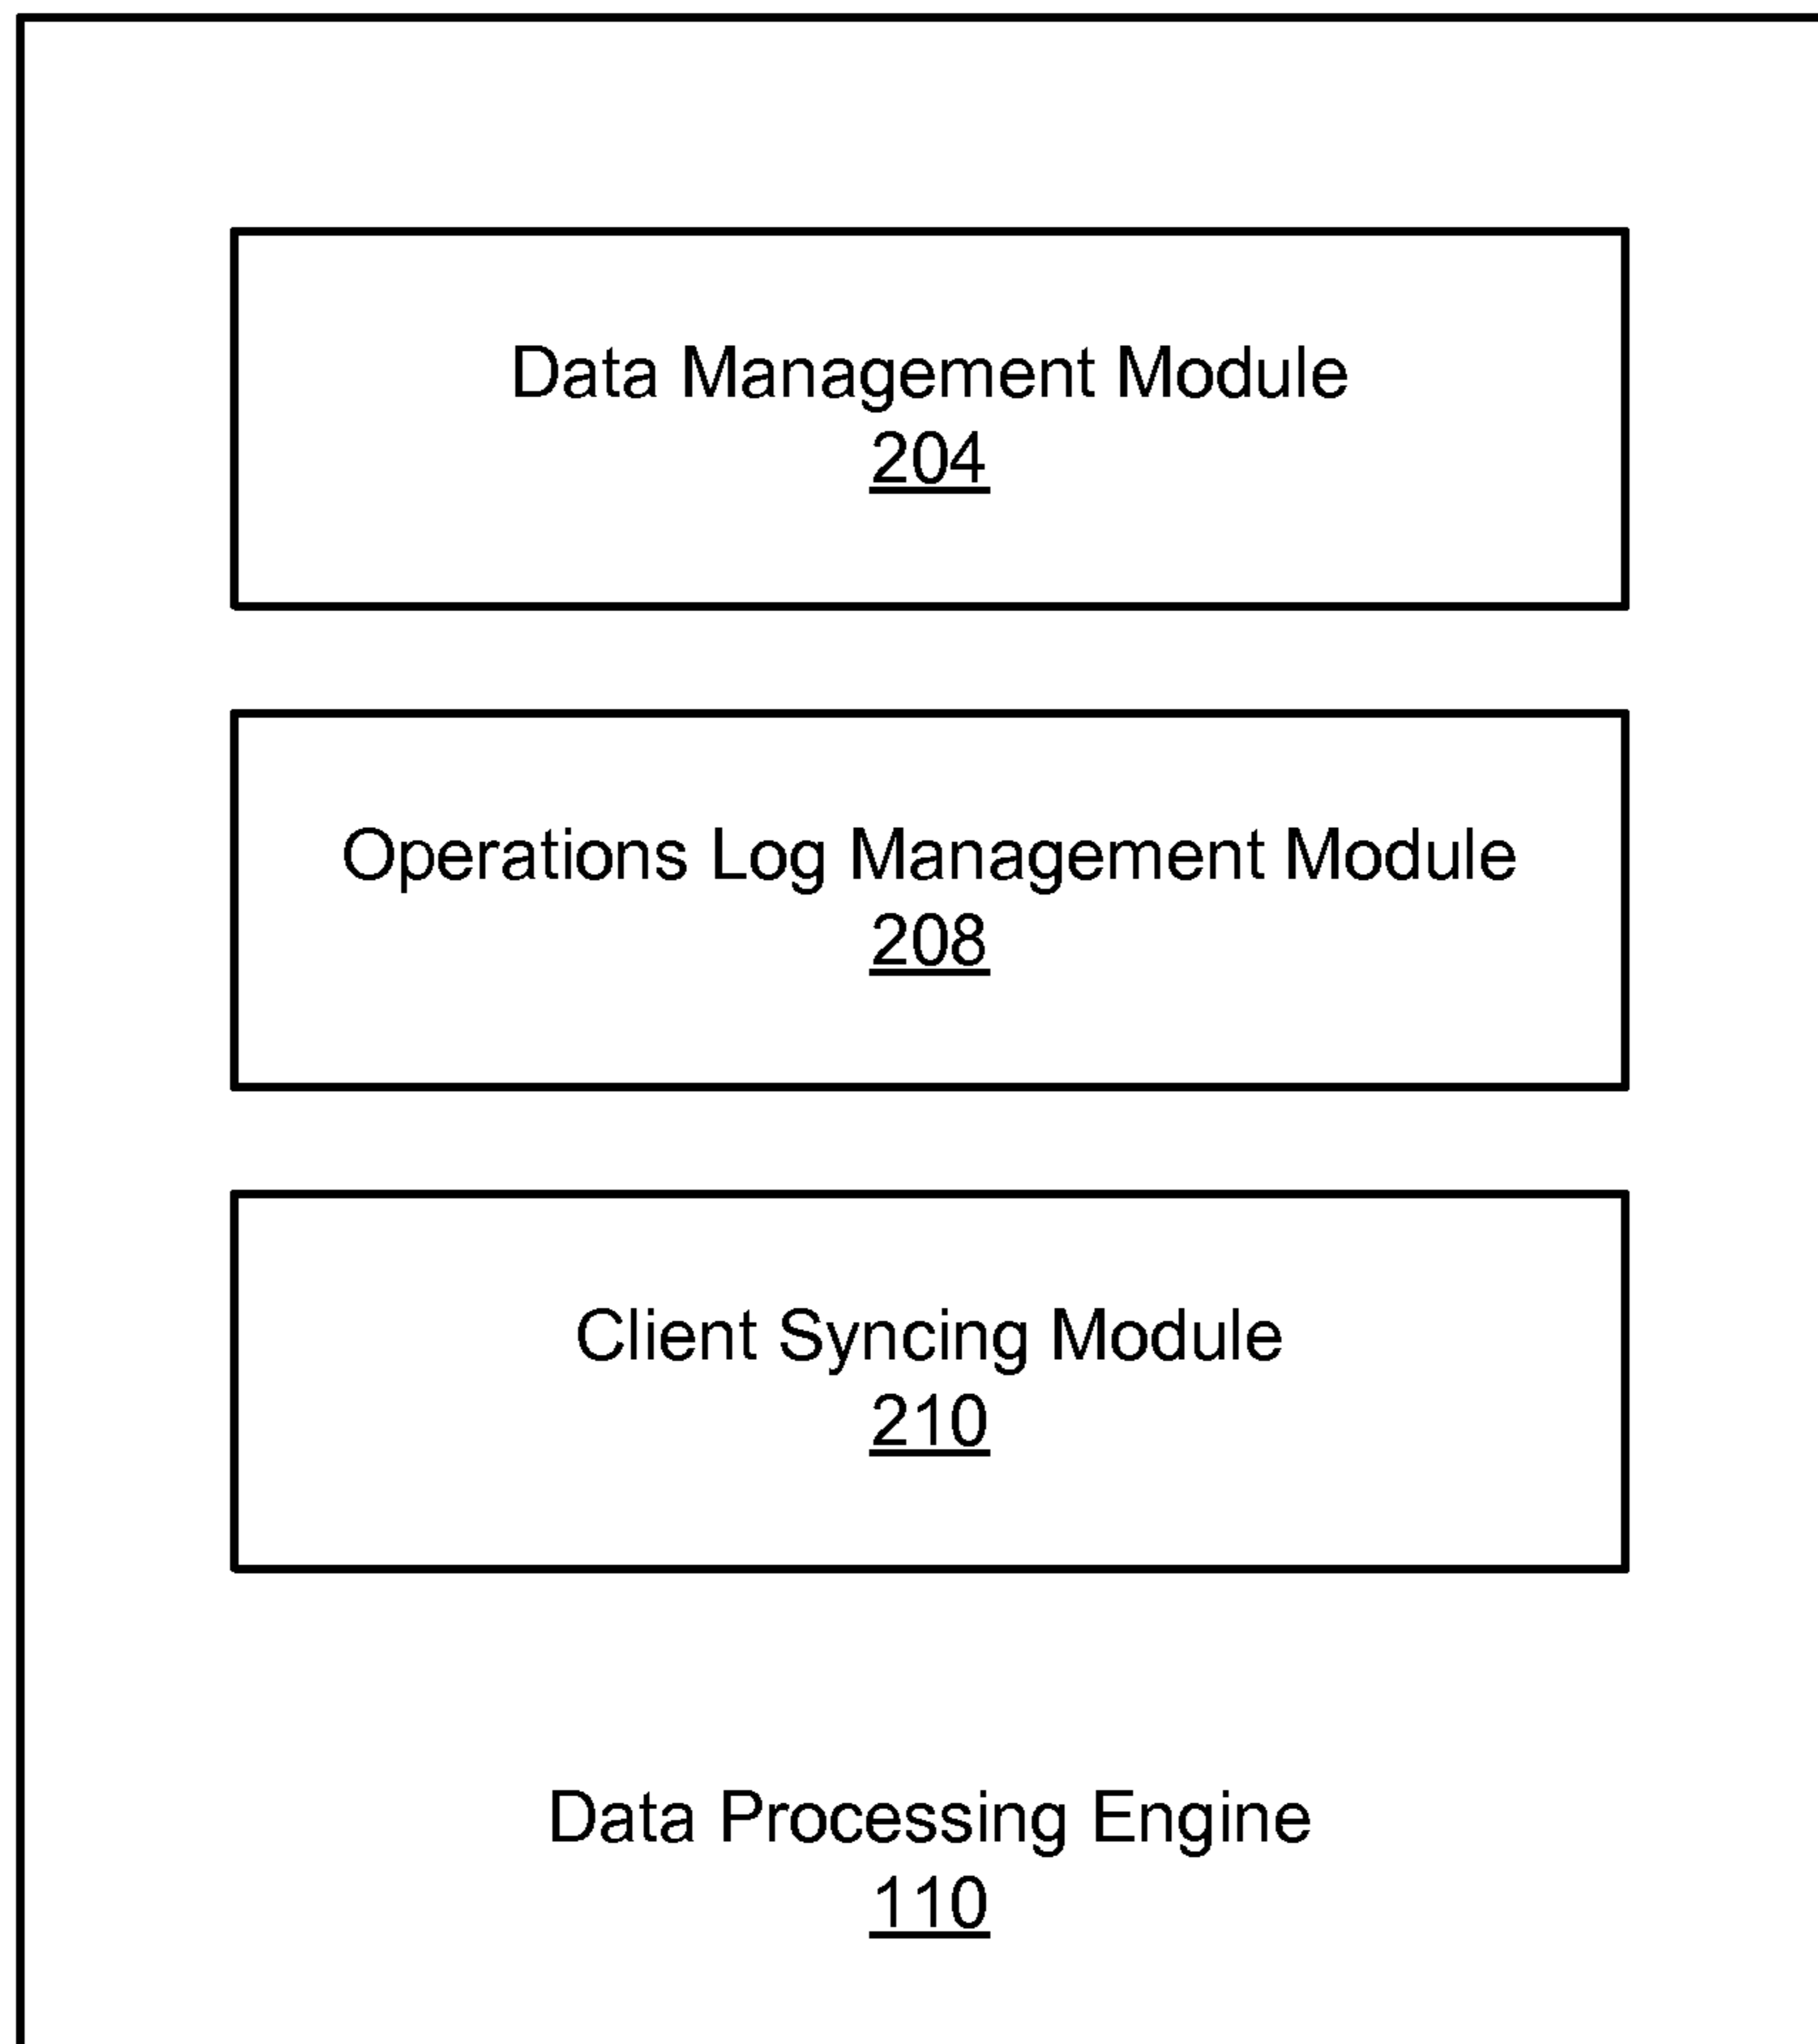 Data Management Module
204
Operations Log Management Module
208
Client Syncing Module
210
Data Processing Engine
110